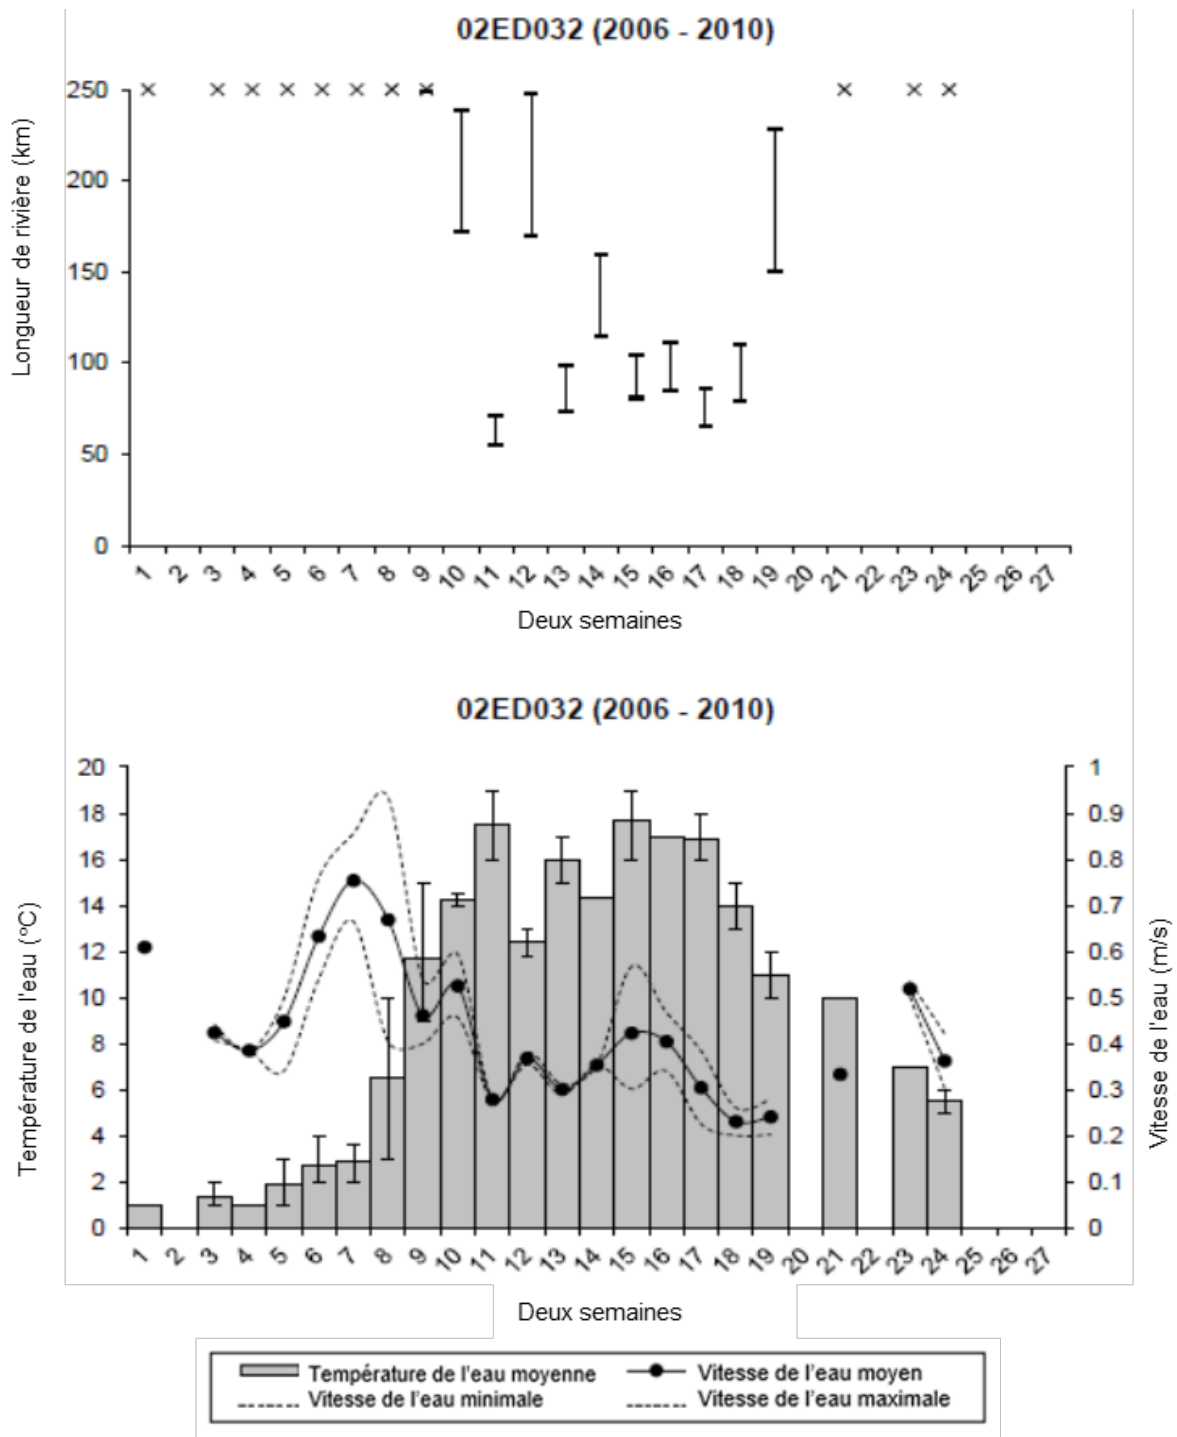 02ED032 (2006 - 2010)
Longueur de rivière (km)
250
200
150
100
50
0
1 2 3 4 5 6 7 8 9 10 11 12 13 14 15 16 17 18 19 20 21 22 23 24 25 26 27
Deux semaines
02ED032 (2006 - 2010)
Température de l'eau (°C)
20
18
16
14
12
10
8
6
4
2
0
1
0.9
0.8
0.7
0.6
0.5
0.4
0.3
0.2
0.1
0
Vitesse de l'eau (m/s)
1 2 3 4 5 6 7 8 9 10 11 12 13 14 15 16 17 18 19 20 21 22 23 24 25 26 27
Deux semaines
Température de l'eau moyenne
Vitesse de l'eau moyen
Vitesse de l'eau minimale
Vitesse de l'eau maximale